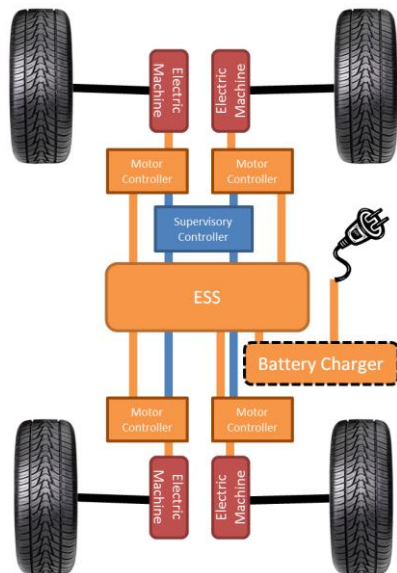 Electric
Machine
Electric
Machine
Motor
Controller
Motor
Controller
Supervisory
Controller
ESS
Battery Charger
Motor
Controller
Motor
Controller
Electric
Machine
Electric
Machine